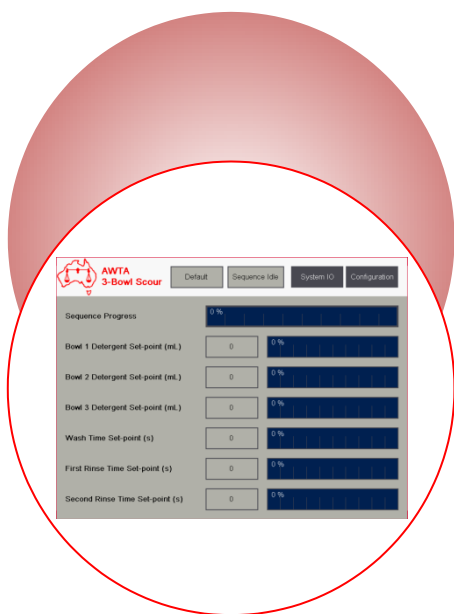 AWTA
3-Bowl Scour
Default
Sequence Idle
System IO
Configuration
Sequence Progress
0 %
Bowl 1 Detergent Set-point (mL)
0
0 %
Bowl 2 Detergent Set-point (mL)
0
0 %
Bowl 3 Detergent Set-point (mL)
0
0 %
Wash Time Set-point (s)
0
0 %
First Rinse Time Set-point (s)
0
0 %
Second Rinse Time Set-point (s)
0
0 %